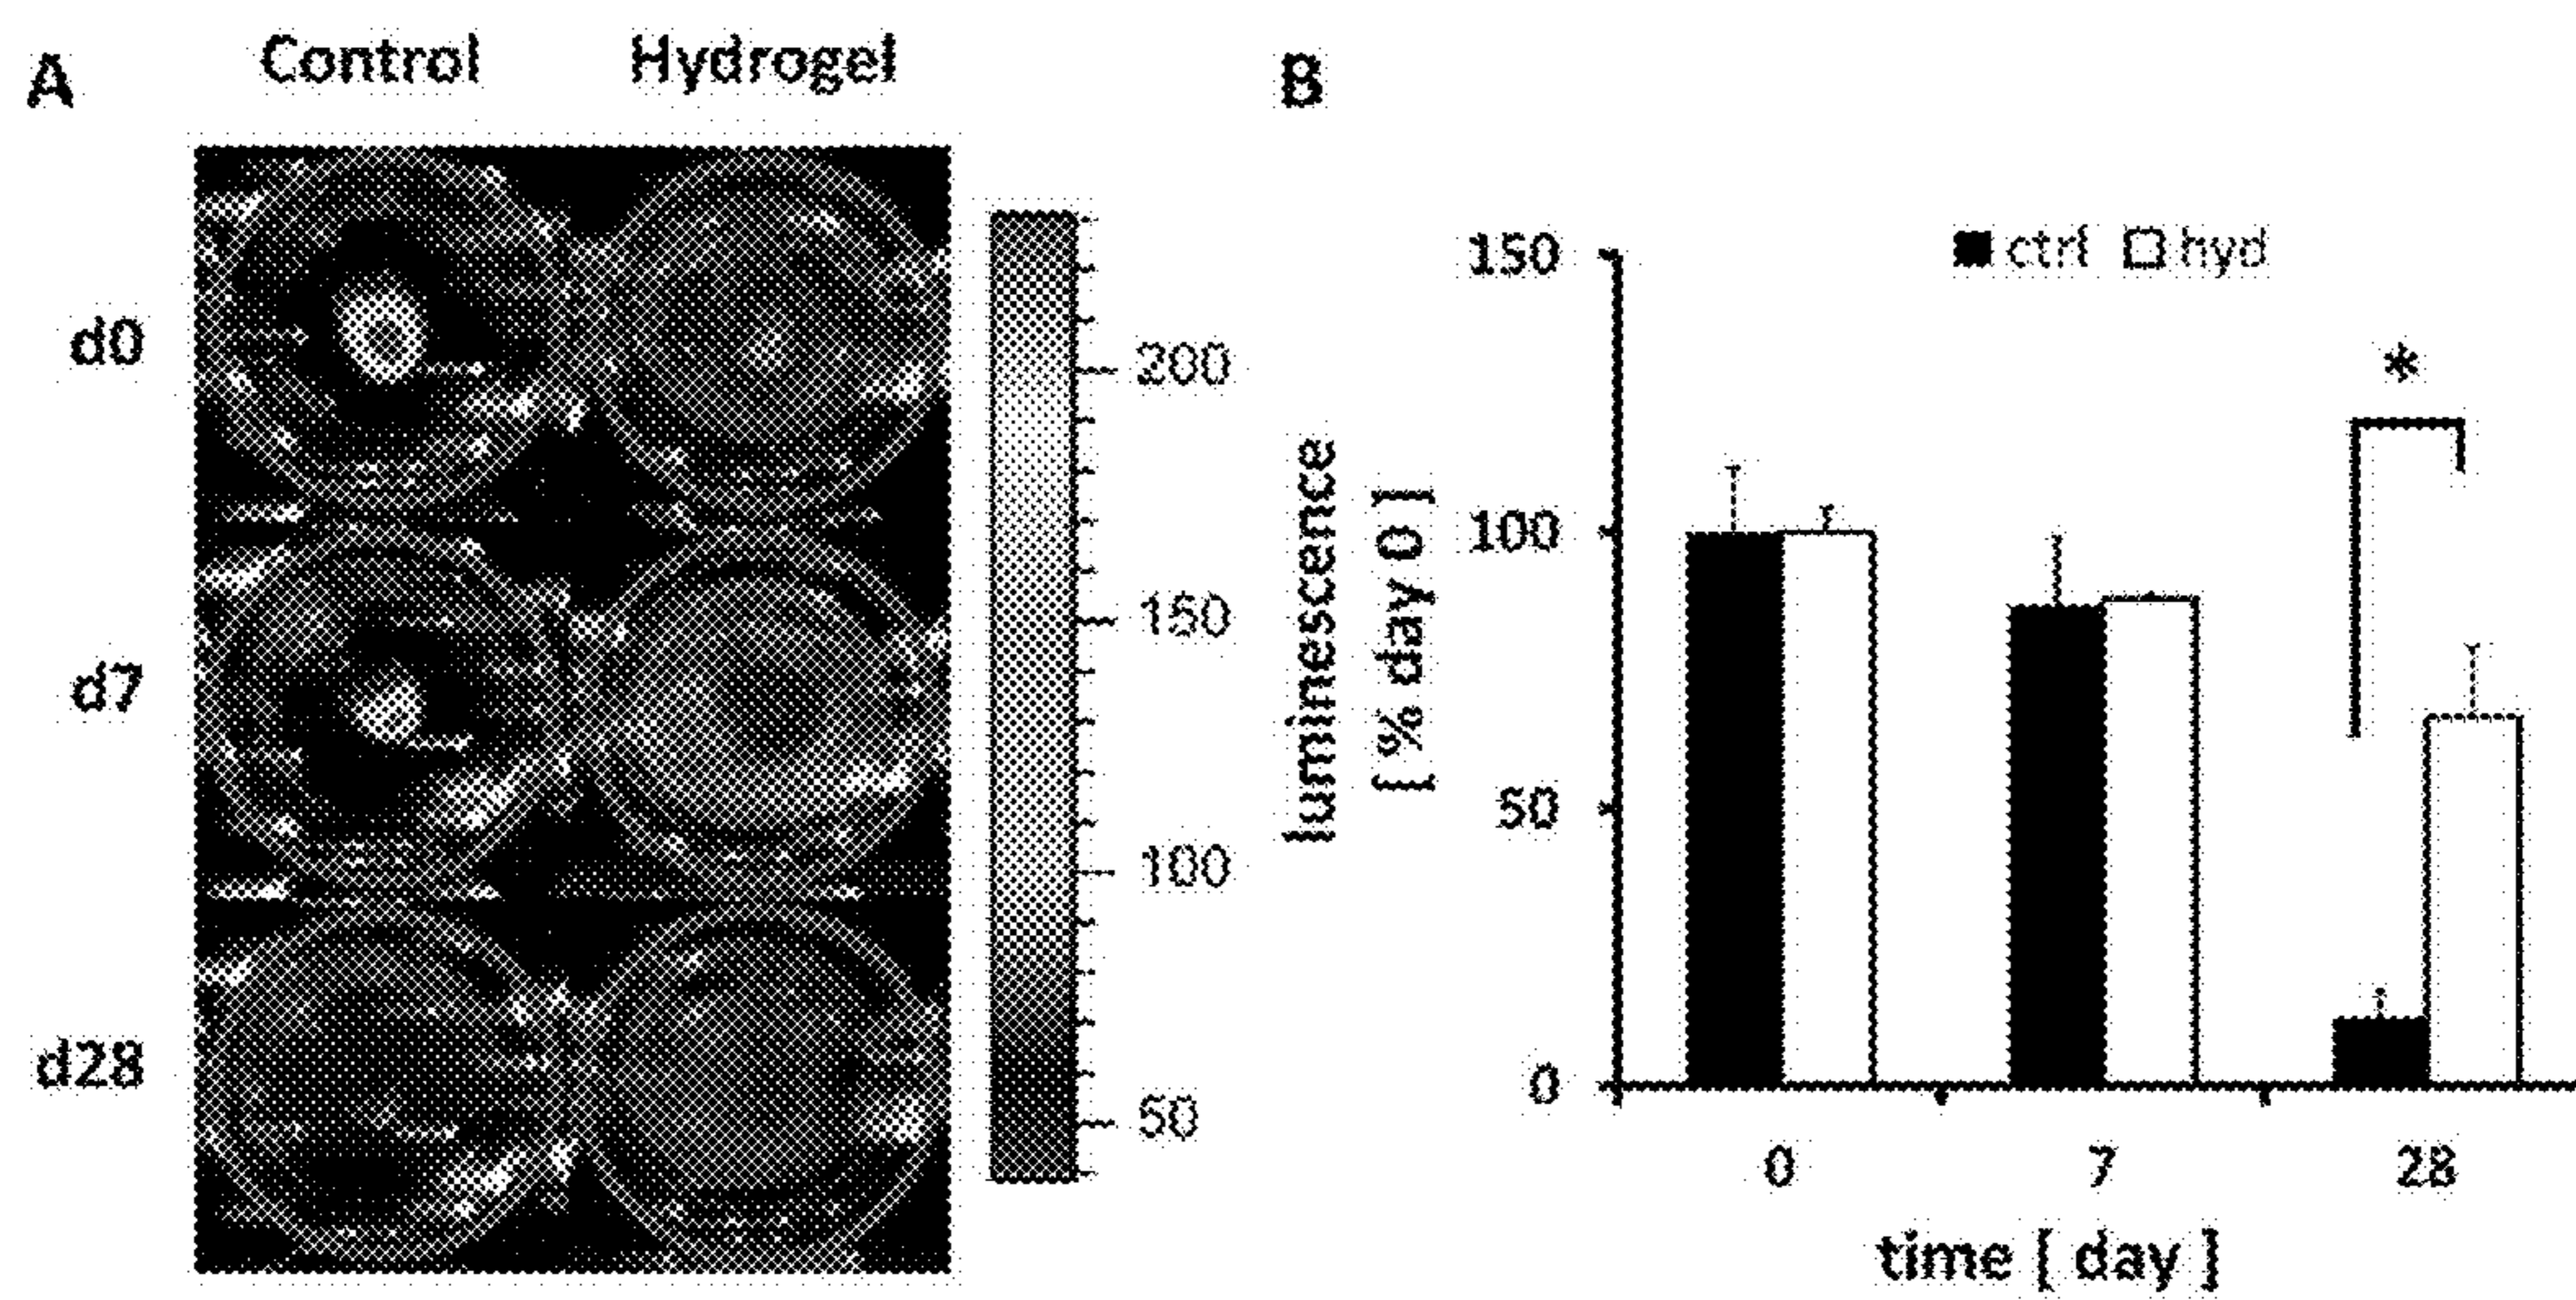 A
Control Hydrogel
d0
d7
d28
200
150
100
50
B
ctrl hyd
luminescence
[ % day 0 ]
150
100
50
0
*
0 7 28
time [ day ]